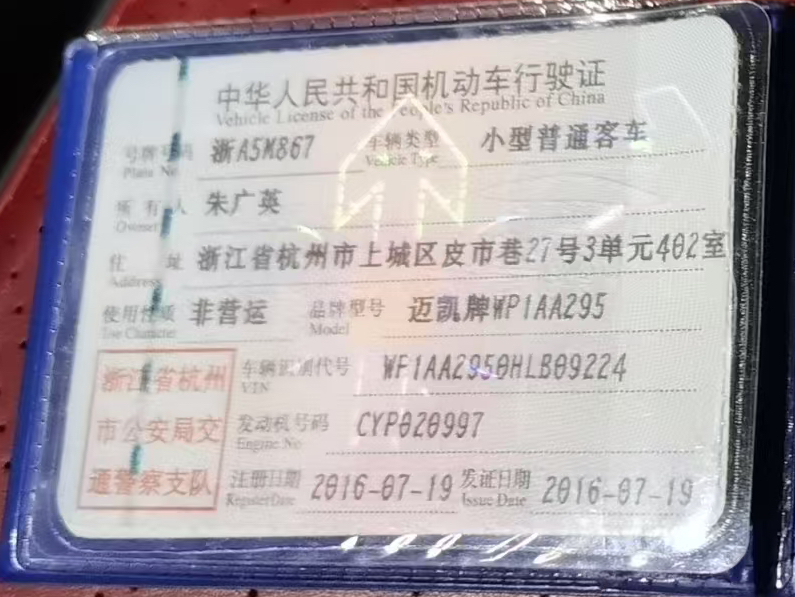 中华人民共和国机动车行驶证
Vehicle License of the People's Republic of China
号牌号码 浙A5M867 车辆类型 小型普通客车
Plate No. Vehicle Type
所有人 朱广英
Owner
住址 浙江省杭州市上城区皮市巷27号3单元402室
Address
使用性质 非营运 品牌型号 迈凯牌WP1AA295
Use Character Model
浙江省杭州 车辆识别代号 WP1AA2950HLB09224
VIN
市公安局交 发动机号码 CYP020997
Engine No
通警察支队 注册日期 2016-07-19 发证日期 2016-07-19
Register Date Issue Date